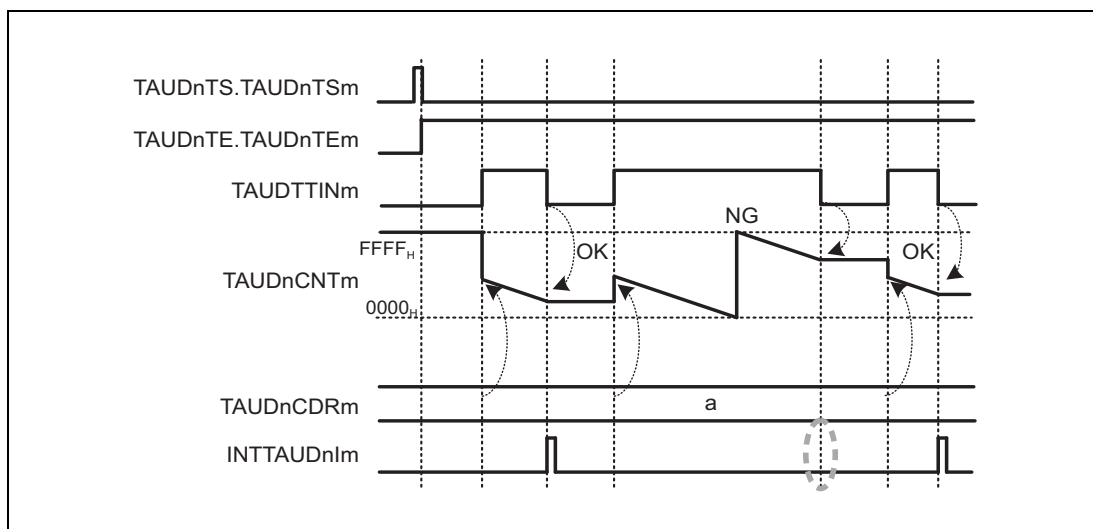 TAUDnTS.TAUDnTSm
TAUDnTE.TAUDnTEm
TAUDTTINm
NG
FFFFH
OK
OK
TAUDnCNTm
0000H
TAUDnCDRm
a
INTTAUDnIm